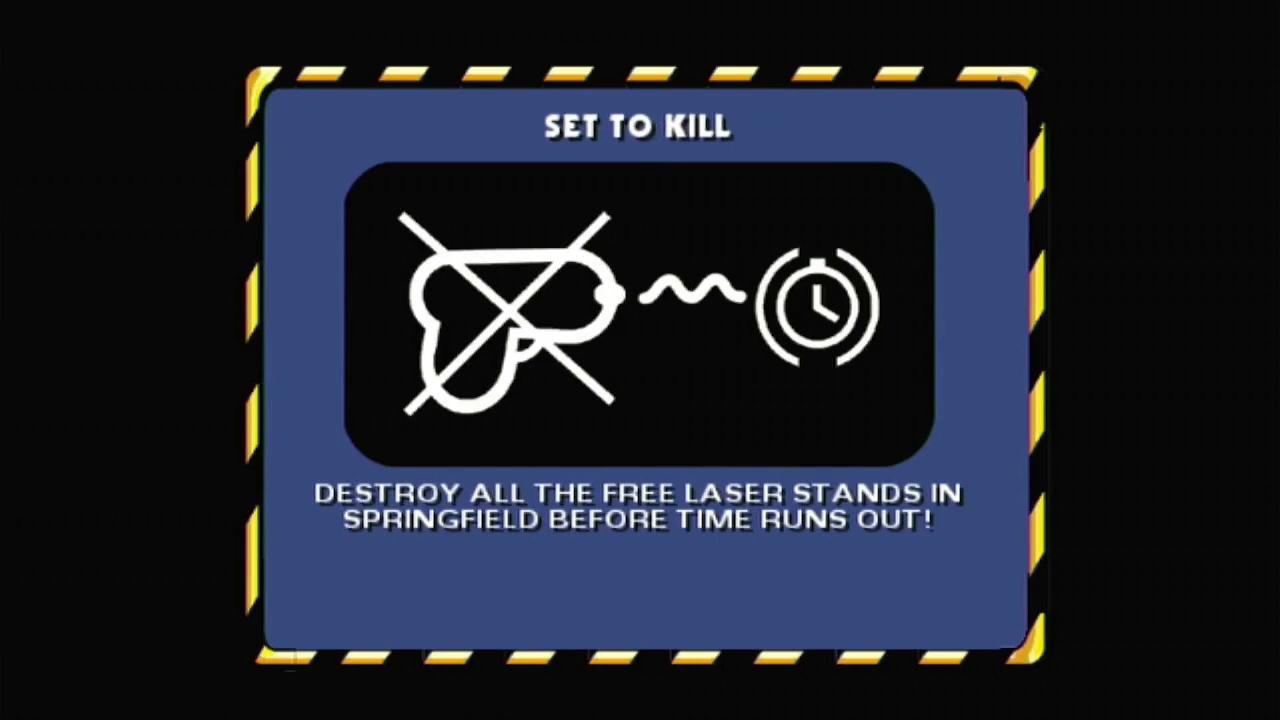 SET TO KILL
DESTROY ALL THE FREE LASER STANDS IN
SPRINGFIELD BEFORE TIME RUNS OUT!